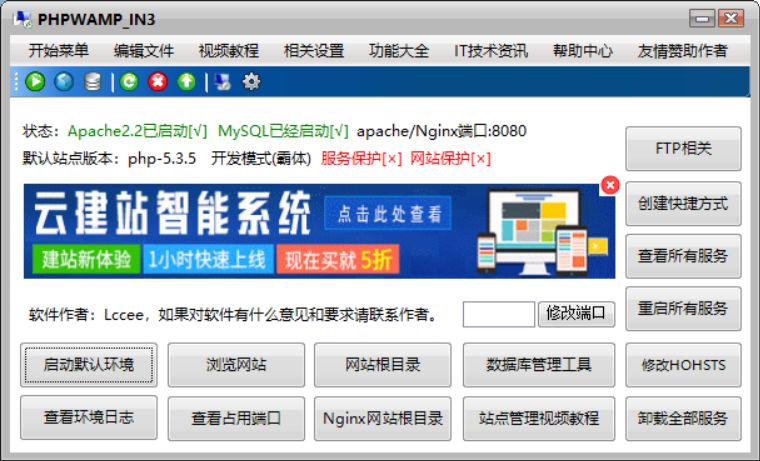 PHPWAMP_IN3
开始菜单 编辑文件 视频教程 相关设置 功能大全 IT技术资讯 帮助中心 友情赞助作者
状态：Apache2.2已启动[√] MySQL已经启动[√] apache/Nginx端口:8080
默认站点版本：php-5.3.5 开发模式(霸体) 服务保护[×] 网站保护[×]
FTP相关
云建站智能系统 点击此处查看
建站新体验 1小时快速上线 现在买就5折
创建快捷方式
查看所有服务
软件作者：Lccee，如果对软件有什么意见和要求请联系作者。 修改端口
重启所有服务
启动默认环境 浏览网站 网站根目录 数据库管理工具 修改HOHSTS
查看环境日志 查看占用端口 Nginx网站根目录 站点管理视频教程 卸载全部服务